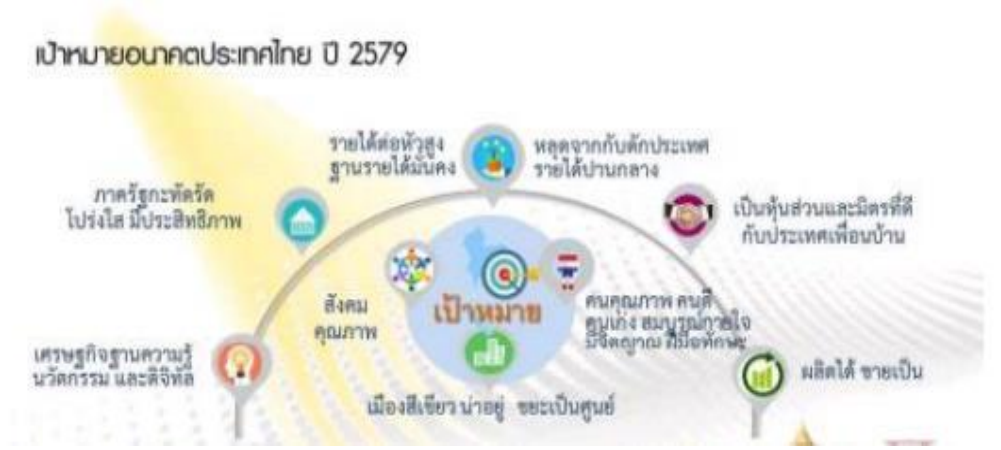 เป้าหมายอนาคตประเทศไทย ปี 2579
รายได้ต่อหัวสูง
ฐานรายได้มั่นคง
หลุดจากกับดักประเทศ
รายได้ปานกลาง
ภาครัฐกะทัดรัด
โปร่งใส มีประสิทธิภาพ
เป็นหุ้นส่วนและมิตรที่ดี
กับประเทศเพื่อนบ้าน
สังคม
คุณภาพ
เป้าหมาย
คนคุณภาพ คนดี
คนเก่ง สมบูรณ์กายใจ
มีจิตญาณ ฝีมือทักษะ
เศรษฐกิจฐานความรู้
นวัตกรรม และดิจิทัล
ผลิตได้ ขายเป็น
เมืองสีเขียว น่าอยู่ ขยะเป็นศูนย์